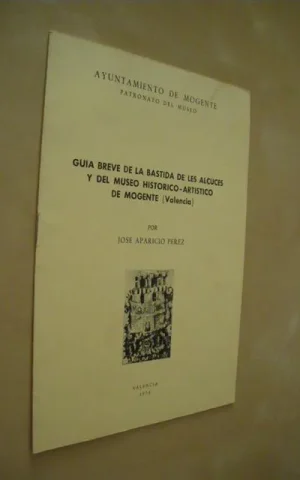 AYUNTAMIENTO DE MOGENTE
PATRONATO DEL MUSEO
GUIA BREVE DE LA BASTIDA DE LES ALCUCES
Y DEL MUSEO HISTORICO-ARTISTICO
DE MOGENTE (Valencia)
POR
JOSE APARICIO PEREZ
VALENCIA